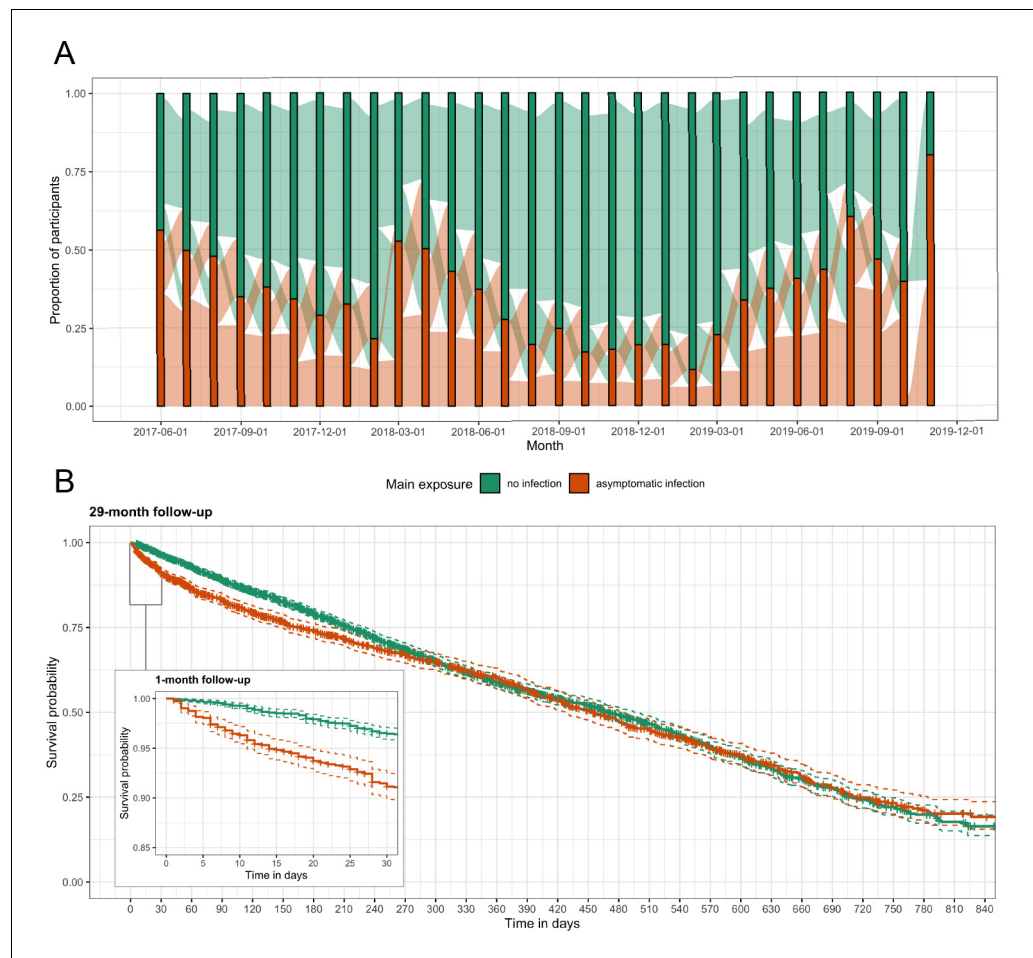 A
1.00
0.75
0.50
0.25
0.00
Proportion of participants
2017-06-01 2017-09-01 2017-12-01 2018-03-01 2018-06-01 2018-09-01 2018-12-01 2019-03-01 2019-06-01 2019-09-01 2019-12-01
Month
Main exposure no infection asymptomatic infection
B
29-month follow-up
1.00
0.75
0.50
0.25
0.00
Survival probability
1-month follow-up
1.00
0.95
0.90
0.85
Survival probability
0 5 10 15 20 25 30
Time in days
0 30 60 90 120 150 180 210 240 270 300 330 360 390 420 450 480 510 540 570 600 630 660 690 720 750 780 810 840
Time in days